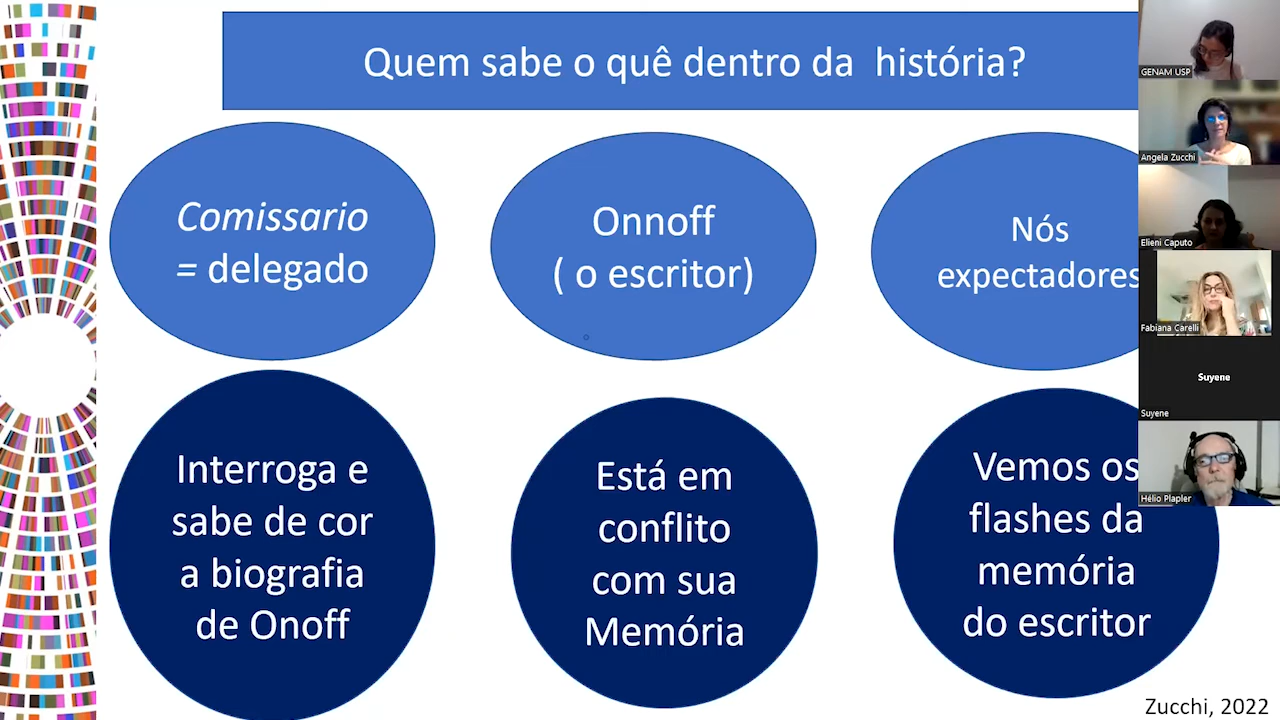 Quem sabe o quê dentro da história?
Comissario
= delegado
Onnoff
( o escritor)
Nós
expectadores
Interroga e
sabe de cor
a biografia
de Onoff
Está em
conflito
com sua
Memória
Vemos os
flashes da
memória
do escritor
Zucchi, 2022
GENAM USP
Angela Zucchi
Elieni Caputo
Fabiana Carelli
Suyene
Suyene
Hélio Plapler